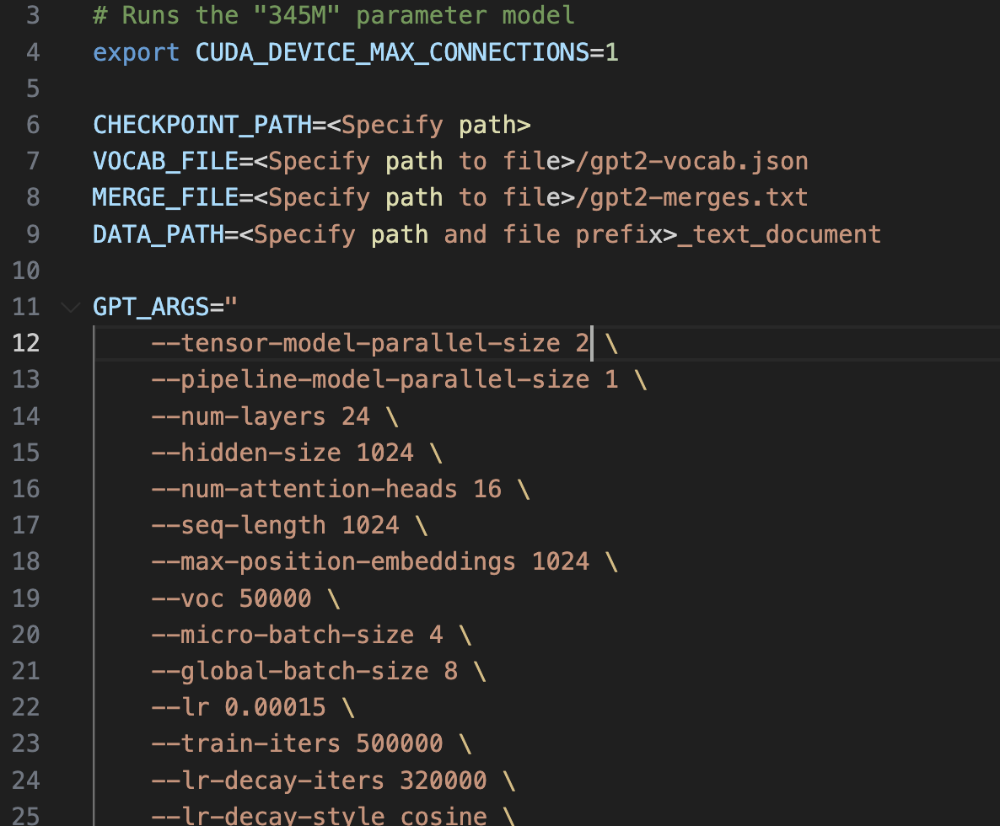 3 # Runs the "345M" parameter model
4 export CUDA_DEVICE_MAX_CONNECTIONS=1
5
6 CHECKPOINT_PATH=<Specify path>
7 VOCAB_FILE=<Specify path to file>/gpt2-vocab.json
8 MERGE_FILE=<Specify path to file>/gpt2-merges.txt
9 DATA_PATH=<Specify path and file prefix>_text_document
10
11 GPT_ARGS="
12 --tensor-model-parallel-size 2 \
13 --pipeline-model-parallel-size 1 \
14 --num-layers 24 \
15 --hidden-size 1024 \
16 --num-attention-heads 16 \
17 --seq-length 1024 \
18 --max-position-embeddings 1024 \
19 --voc 50000 \
20 --micro-batch-size 4 \
21 --global-batch-size 8 \
22 --lr 0.00015 \
23 --train-iters 500000 \
24 --lr-decay-iters 320000 \
25 --lr-decay-style cosine \